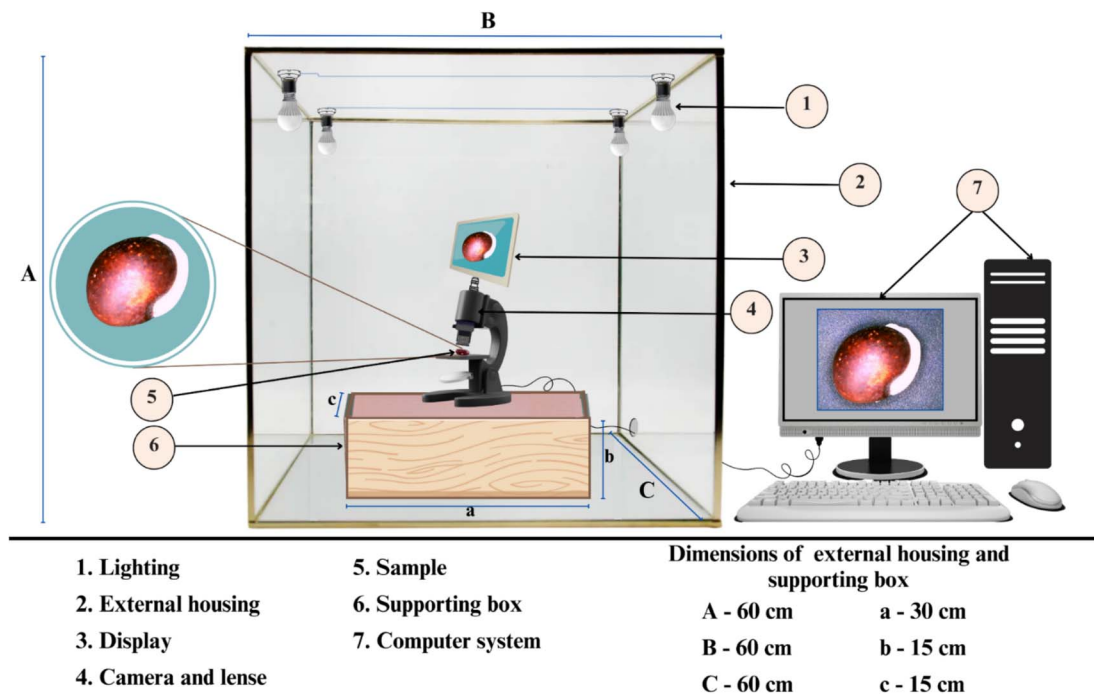 B
1
2
7
A
3
4
5
c
6
b
C
a
1. Lighting
2. External housing
3. Display
4. Camera and lense
5. Sample
6. Supporting box
7. Computer system
Dimensions of external housing and
supporting box
A - 60 cm
a - 30 cm
B - 60 cm
b - 15 cm
C - 60 cm
c - 15 cm